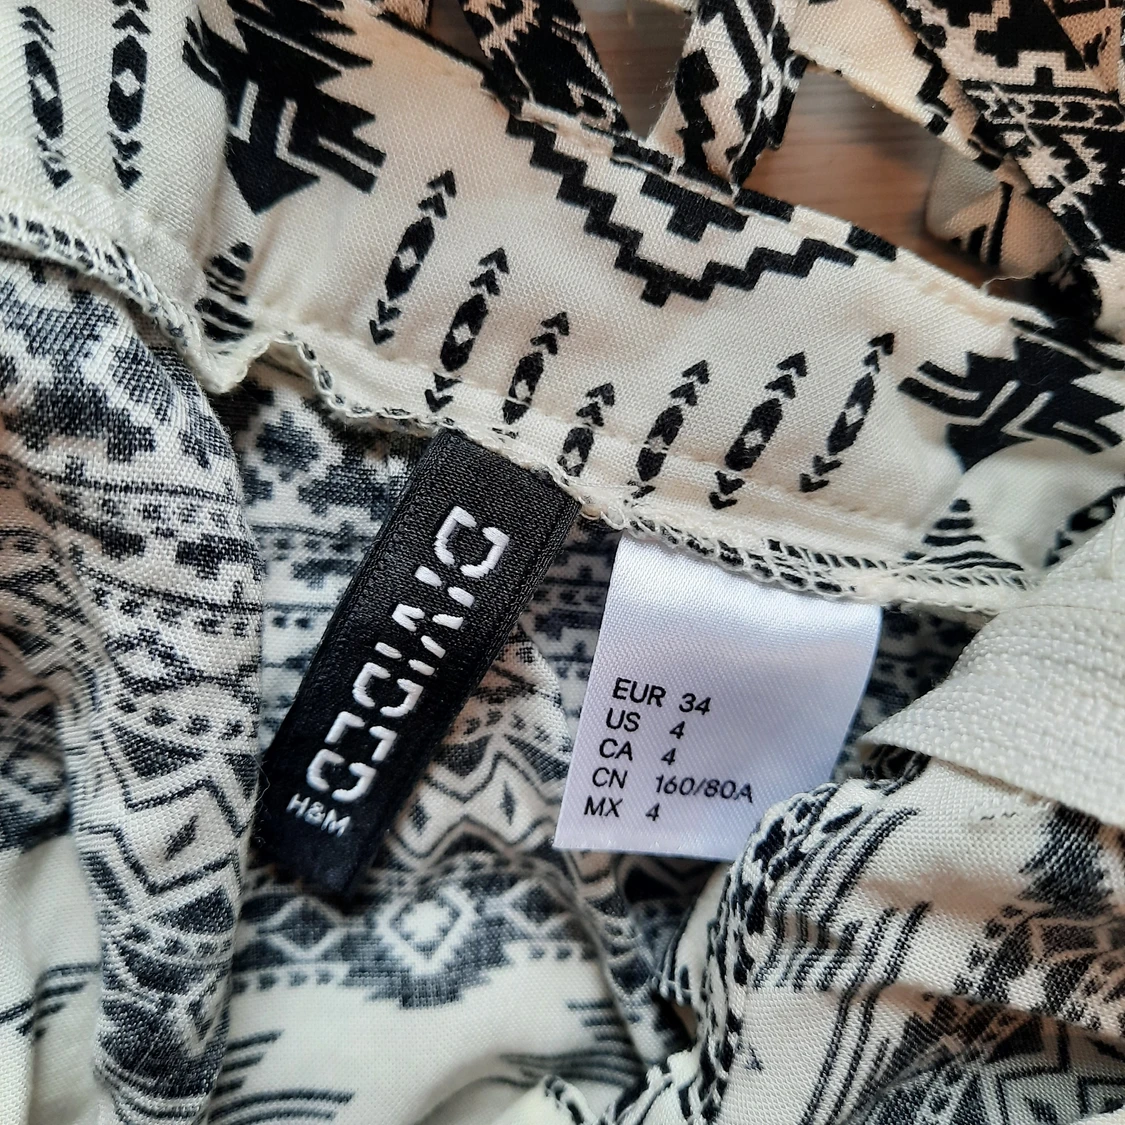 DIVIDED
H&M
EUR 34
US 4
CA 4
CN 160/80A
MX 4